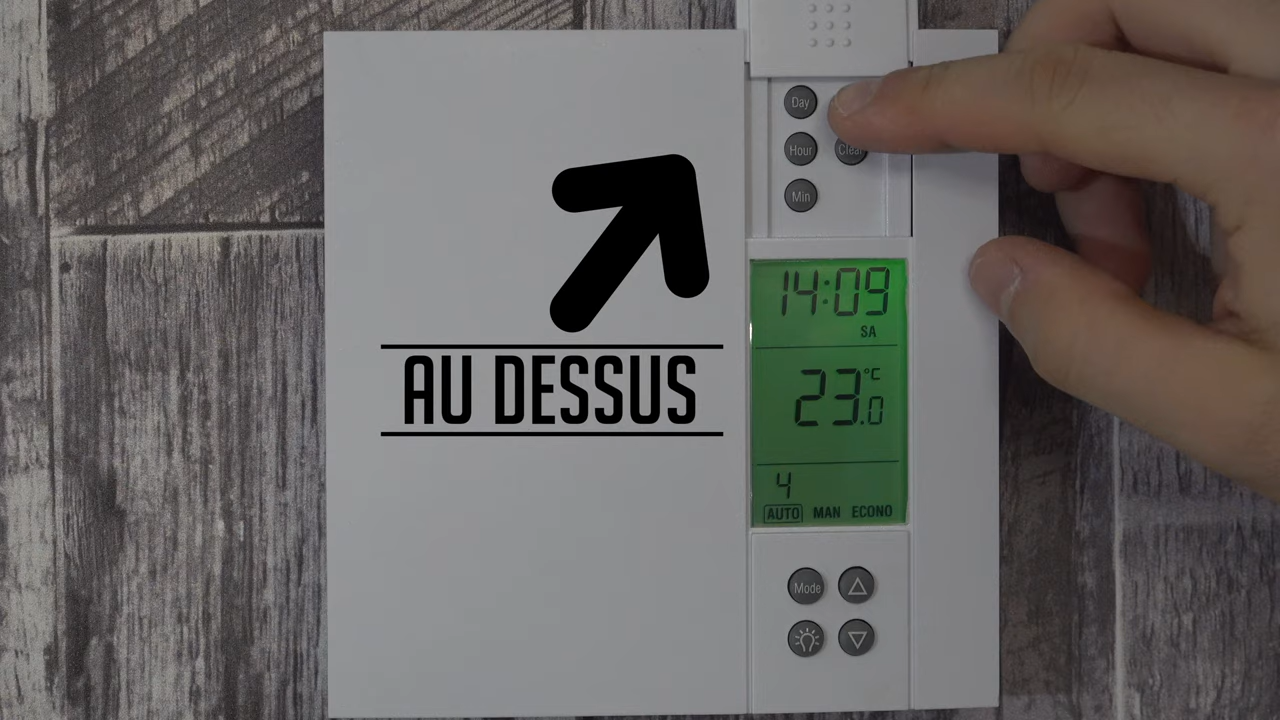 Day
Hour Clear
Min
14:09
SA
23.0 °C
AU DESSUS
4
AUTO MAN ECONO
Mode